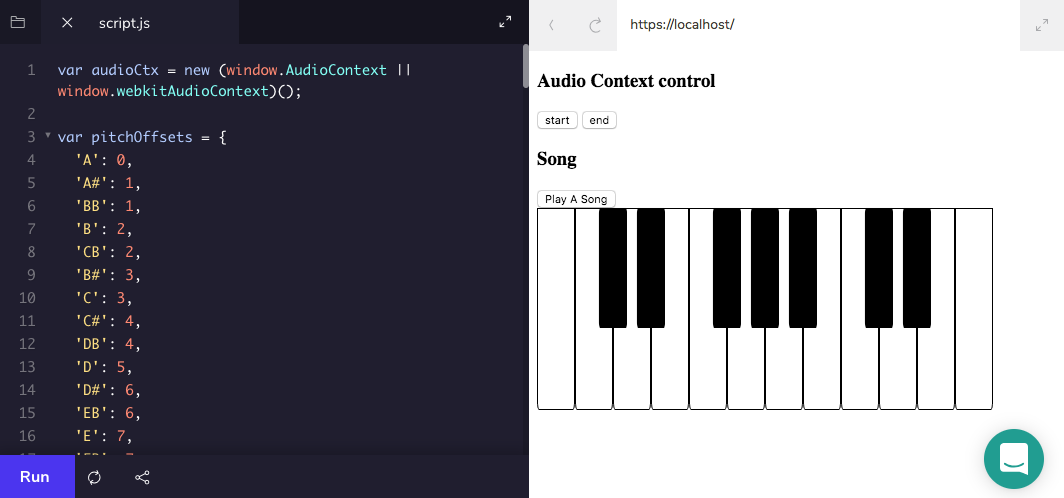 script.js
https://localhost/
1 var audioCtx = new (window.AudioContext ||
window.webkitAudioContext)();
2
3 var pitchOffsets = {
4 'A': 0,
5 'A#': 1,
6 'BB': 1,
7 'B': 2,
8 'CB': 2,
9 'B#': 3,
10 'C': 3,
11 'C#': 4,
12 'DB': 4,
13 'D': 5,
14 'D#': 6,
15 'EB': 6,
16 'E': 7,
Run
Audio Context control
start end
Song
Play A Song